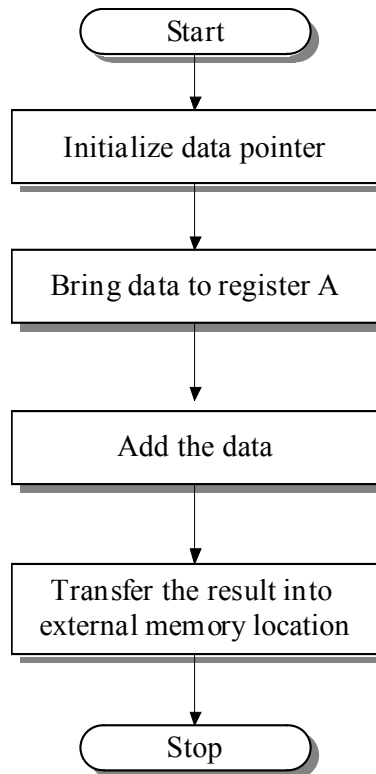 Start
Initialize data pointer
Bring data to register A
Add the data
Transfer the result into
external memory location
Stop